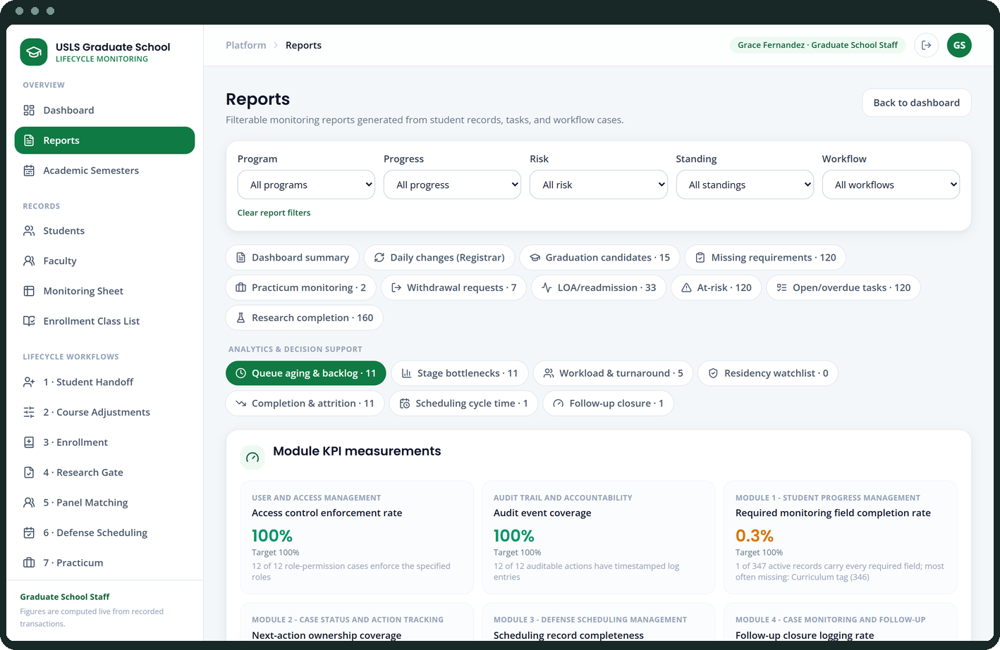 USLS Graduate School
LIFECYCLE MONITORING
OVERVIEW
Dashboard
Reports
Academic Semesters
RECORDS
Students
Faculty
Monitoring Sheet
Enrollment Class List
LIFECYCLE WORKFLOWS
1 · Student Handoff
2 · Course Adjustments
3 · Enrollment
4 · Research Gate
5 · Panel Matching
6 · Defense Scheduling
7 · Practicum
Graduate School Staff
Figures are computed live from recorded
transactions.
Platform > Reports
Grace Fernandez · Graduate School Staff
GS
Reports
Filterable monitoring reports generated from student records, tasks, and workflow cases.
Back to dashboard
Program Progress Risk Standing Workflow
All programs All progress All risk All standings All workflows
Clear report filters
Dashboard summary Daily changes (Registrar) Graduation candidates · 15 Missing requirements · 120
Practicum monitoring · 2 Withdrawal requests · 7 LOA/readmission · 33 At-risk · 120 Open/overdue tasks · 120
Research completion · 160
ANALYTICS & DECISION SUPPORT
Queue aging & backlog · 11 Stage bottlenecks · 11 Workload & turnaround · 5 Residency watchlist · 0
Completion & attrition · 11 Scheduling cycle time · 1 Follow-up closure · 1
Module KPI measurements
USER AND ACCESS MANAGEMENT
Access control enforcement rate
100%
Target 100%
12 of 12 role-permission cases enforce the specified
roles
AUDIT TRAIL AND ACCOUNTABILITY
Audit event coverage
100%
Target 100%
12 of 12 auditable actions have timestamped log
entries
MODULE 1 - STUDENT PROGRESS MANAGEMENT
Required monitoring field completion rate
0.3%
Target 100%
1 of 347 active records carry every required field; most
often missing: Curriculum tag (346)
MODULE 2 - CASE STATUS AND ACTION TRACKING
Next-action ownership coverage
MODULE 3 - DEFENSE SCHEDULING MANAGEMENT
Scheduling record completeness
MODULE 4 - CASE MONITORING AND FOLLOW-UP
Follow-up closure logging rate